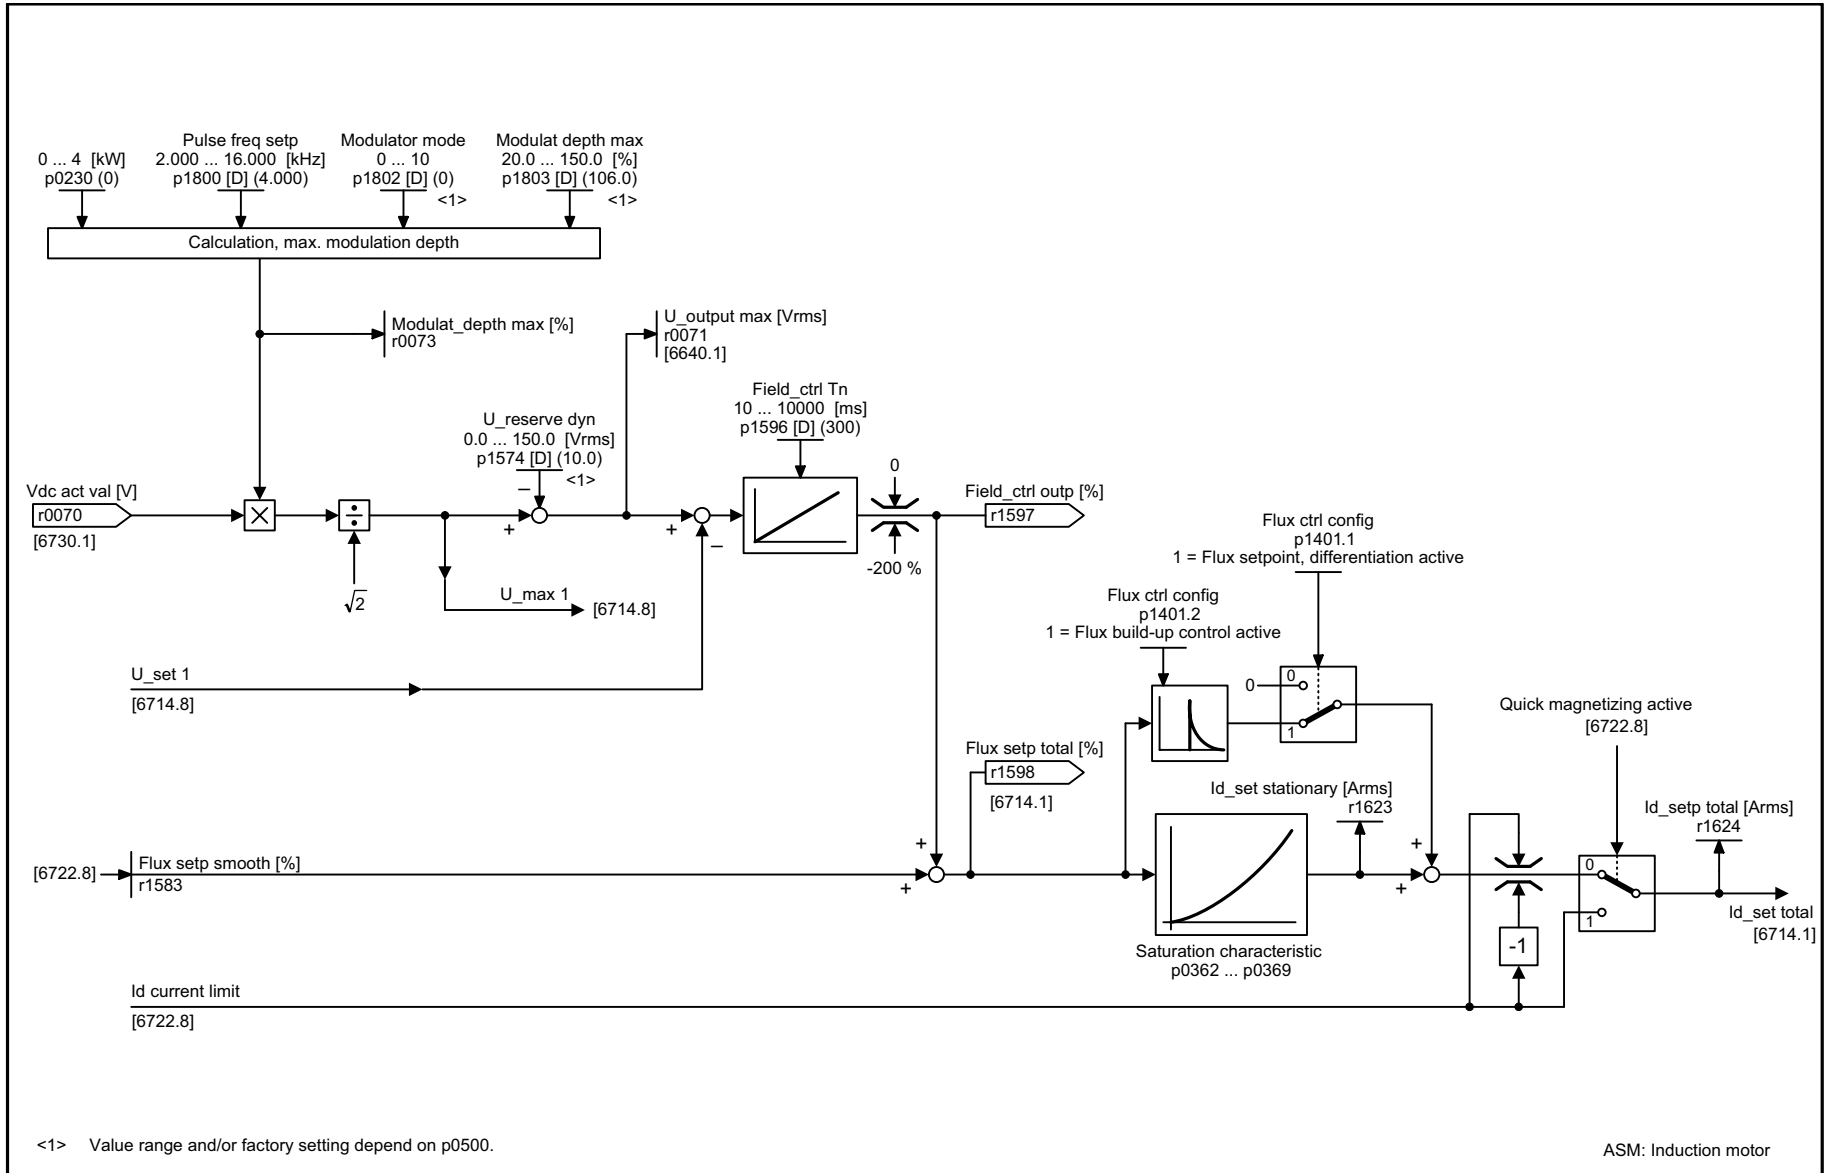 0 ... 4 [kW]
p0230 (0)
Pulse freq setp
2.000 ... 16.000 [kHz]
p1800 [D] (4.000)
Modulator mode
0 ... 10
p1802 [D] (0)
<1>
Modulat depth max
20.0 ... 150.0 [%]
p1803 [D] (106.0)
<1>
Calculation, max. modulation depth
Modulat_depth max [%]
r0073
U_output max [Vrms]
r0071
[6640.1]
Field_ctrl Tn
10 ... 10000 [ms]
p1596 [D] (300)
U_reserve dyn
0.0 ... 150.0 [Vrms]
p1574 [D] (10.0)
<1>
–
Vdc act val [V]
r0070
[6730.1]
×
÷
√2
+
+
–
0
-200 %
Field_ctrl outp [%]
r1597
U_max 1
[6714.8]
U_set 1
[6714.8]
Flux ctrl config
p1401.1
1 = Flux setpoint, differentiation active
Flux ctrl config
p1401.2
1 = Flux build-up control active
0
0
1
Quick magnetizing active
[6722.8]
Flux setp total [%]
r1598
[6714.1]
Id_set stationary [Arms]
r1623
Id_setp total [Arms]
r1624
[6722.8]
Flux setp smooth [%]
r1583
+
+
+
+
0
1
-1
Id_set total
[6714.1]
Saturation characteristic
p0362 ... p0369
Id current limit
[6722.8]
<1> Value range and/or factory setting depend on p0500.
ASM: Induction motor